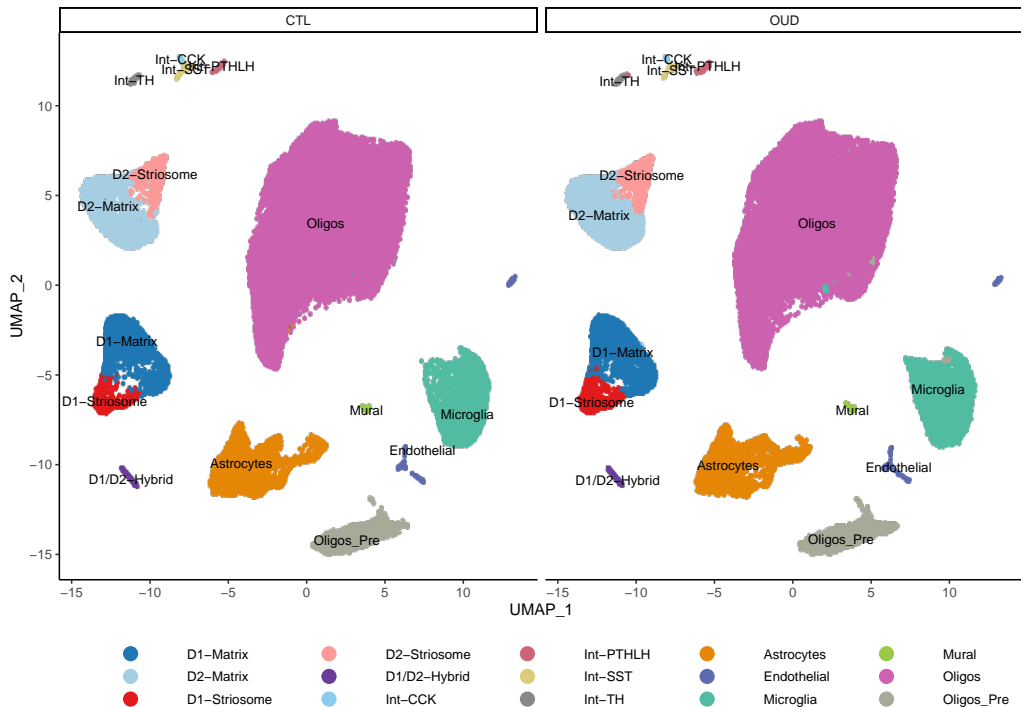 CTL
OUD
Int−CCK
Int−SST
Int−PTHLH
Int−TH
D2−Striosome
D2−Matrix
Oligos
D1−Matrix
D1−Striosome
Mural
Microglia
Astrocytes
Endothelial
D1/D2−Hybrid
Oligos_Pre
Int−CCK
Int−SST
Int−PTHLH
Int−TH
D2−Striosome
D2−Matrix
Oligos
D1−Matrix
D1−Striosome
Mural
Microglia
Astrocytes
Endothelial
D1/D2−Hybrid
Oligos_Pre
10
5
0
−5
−10
−15
UMAP_2
−15 −10 −5 0 5 10 −15 −10 −5 0 5 10
UMAP_1
D1−Matrix D2−Striosome Int−PTHLH Astrocytes Mural
D2−Matrix D1/D2−Hybrid Int−SST Endothelial Oligos
D1−Striosome Int−CCK Int−TH Microglia Oligos_Pre